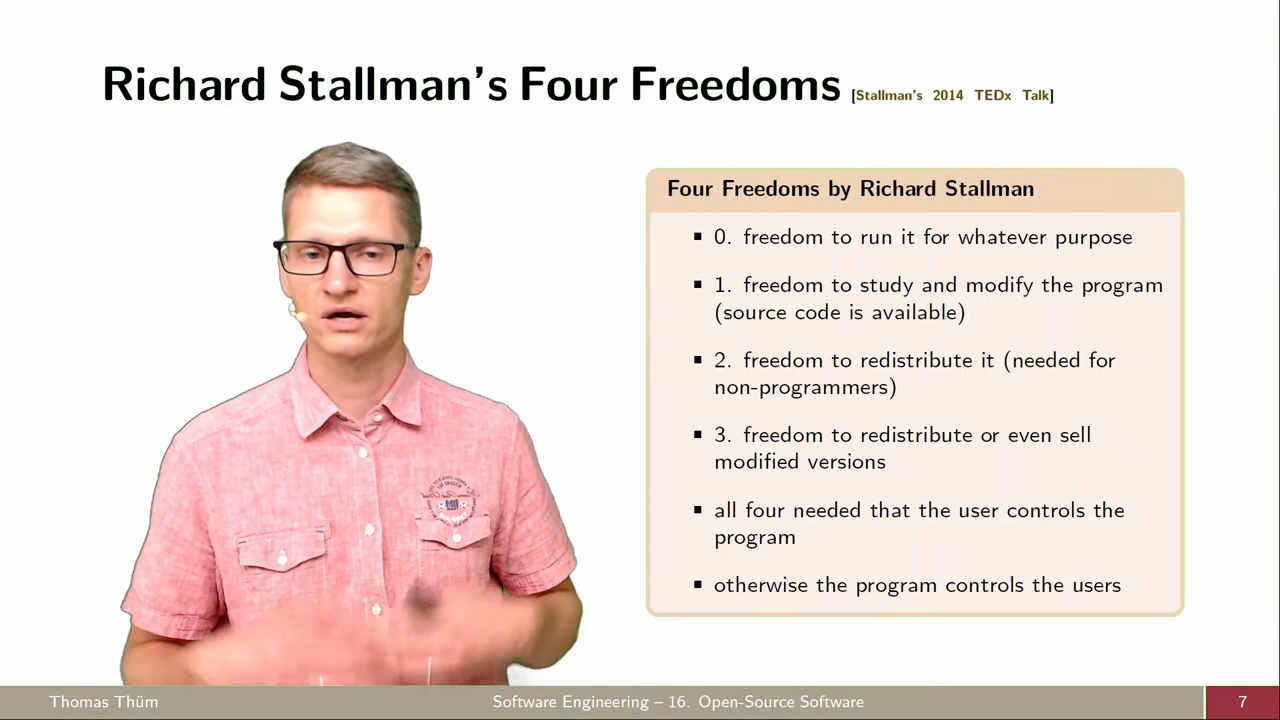 Richard Stallman's Four Freedoms [Stallman's 2014 TEDx Talk]
Four Freedoms by Richard Stallman
▪ 0. freedom to run it for whatever purpose
▪ 1. freedom to study and modify the program
(source code is available)
▪ 2. freedom to redistribute it (needed for
non-programmers)
▪ 3. freedom to redistribute or even sell
modified versions
▪ all four needed that the user controls the
program
▪ otherwise the program controls the users
Thomas Thüm
Software Engineering – 16. Open-Source Software
7